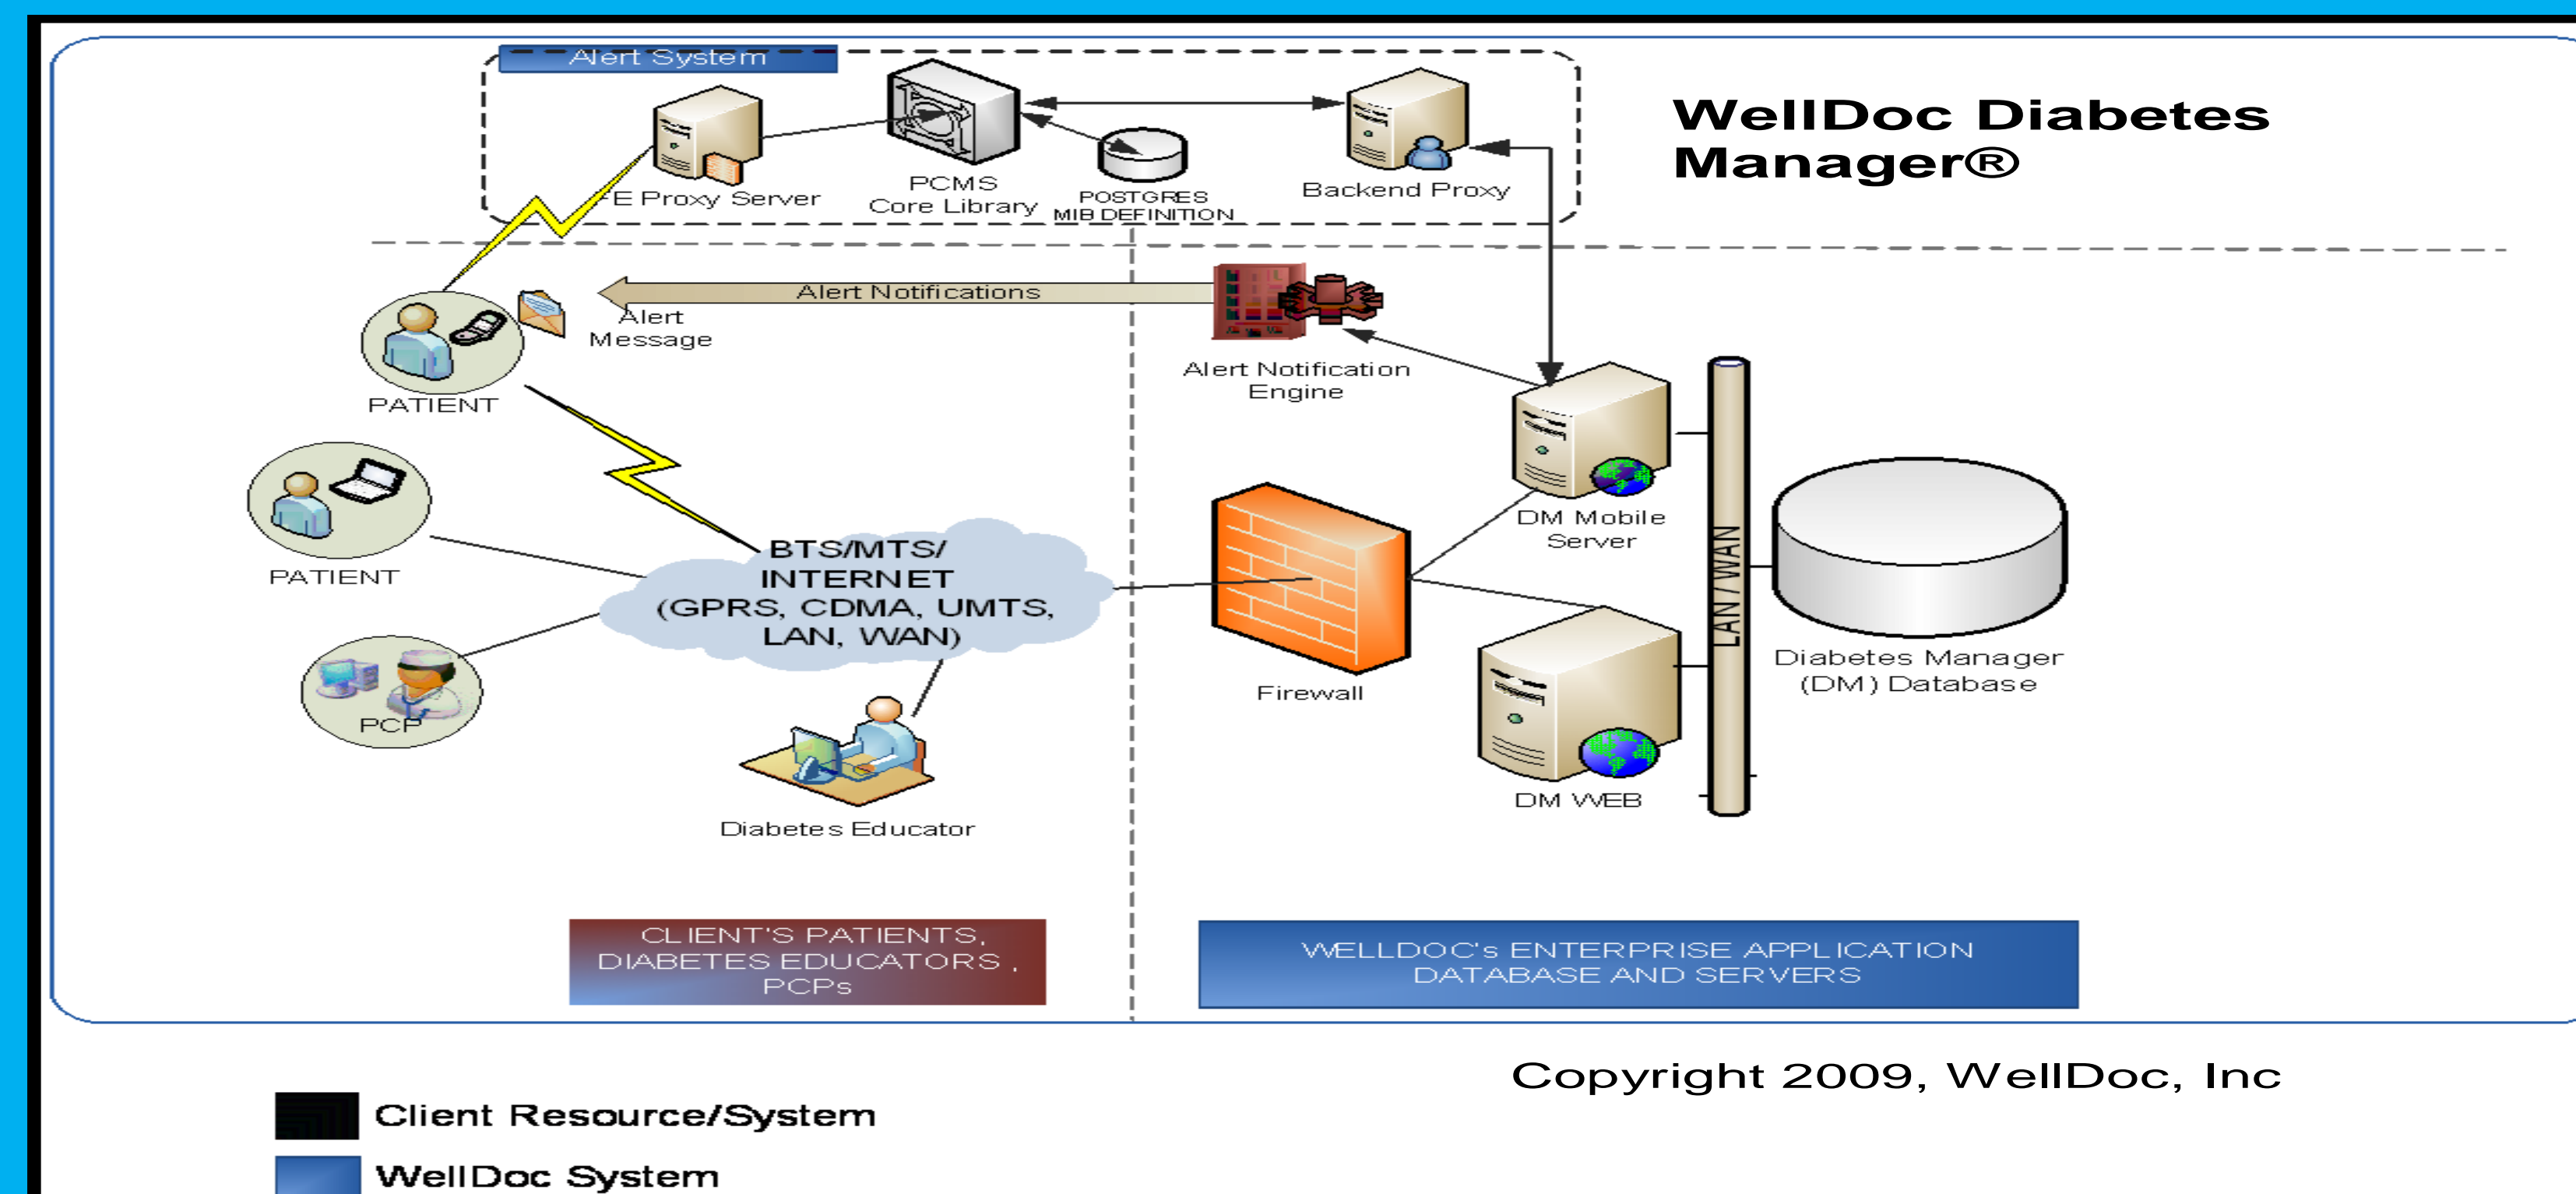 Alert System
WellDoc Diabetes
Manager®
FE Proxy Server
PCMS
Core Library
POSTGRES
MIB DEFINITION
Backend Proxy
Alert Notifications
Alert
Message
PATIENT
Alert Notification
Engine
PATIENT
PCP
BTS/MTS/
INTERNET
(GPRS, CDMA, UMTS,
LAN, WAN)
Diabetes Educator
Firewall
DM Mobile
Server
DM WEB
LAN / WAN
Diabetes Manager
(DM) Database
CLIENT'S PATIENTS,
DIABETES EDUCATORS ,
PCPs
WELLDOC's ENTERPRISE APPLICATION
DATABASE AND SERVERS
Copyright 2009, WellDoc, Inc
Client Resource/System
WellDoc System